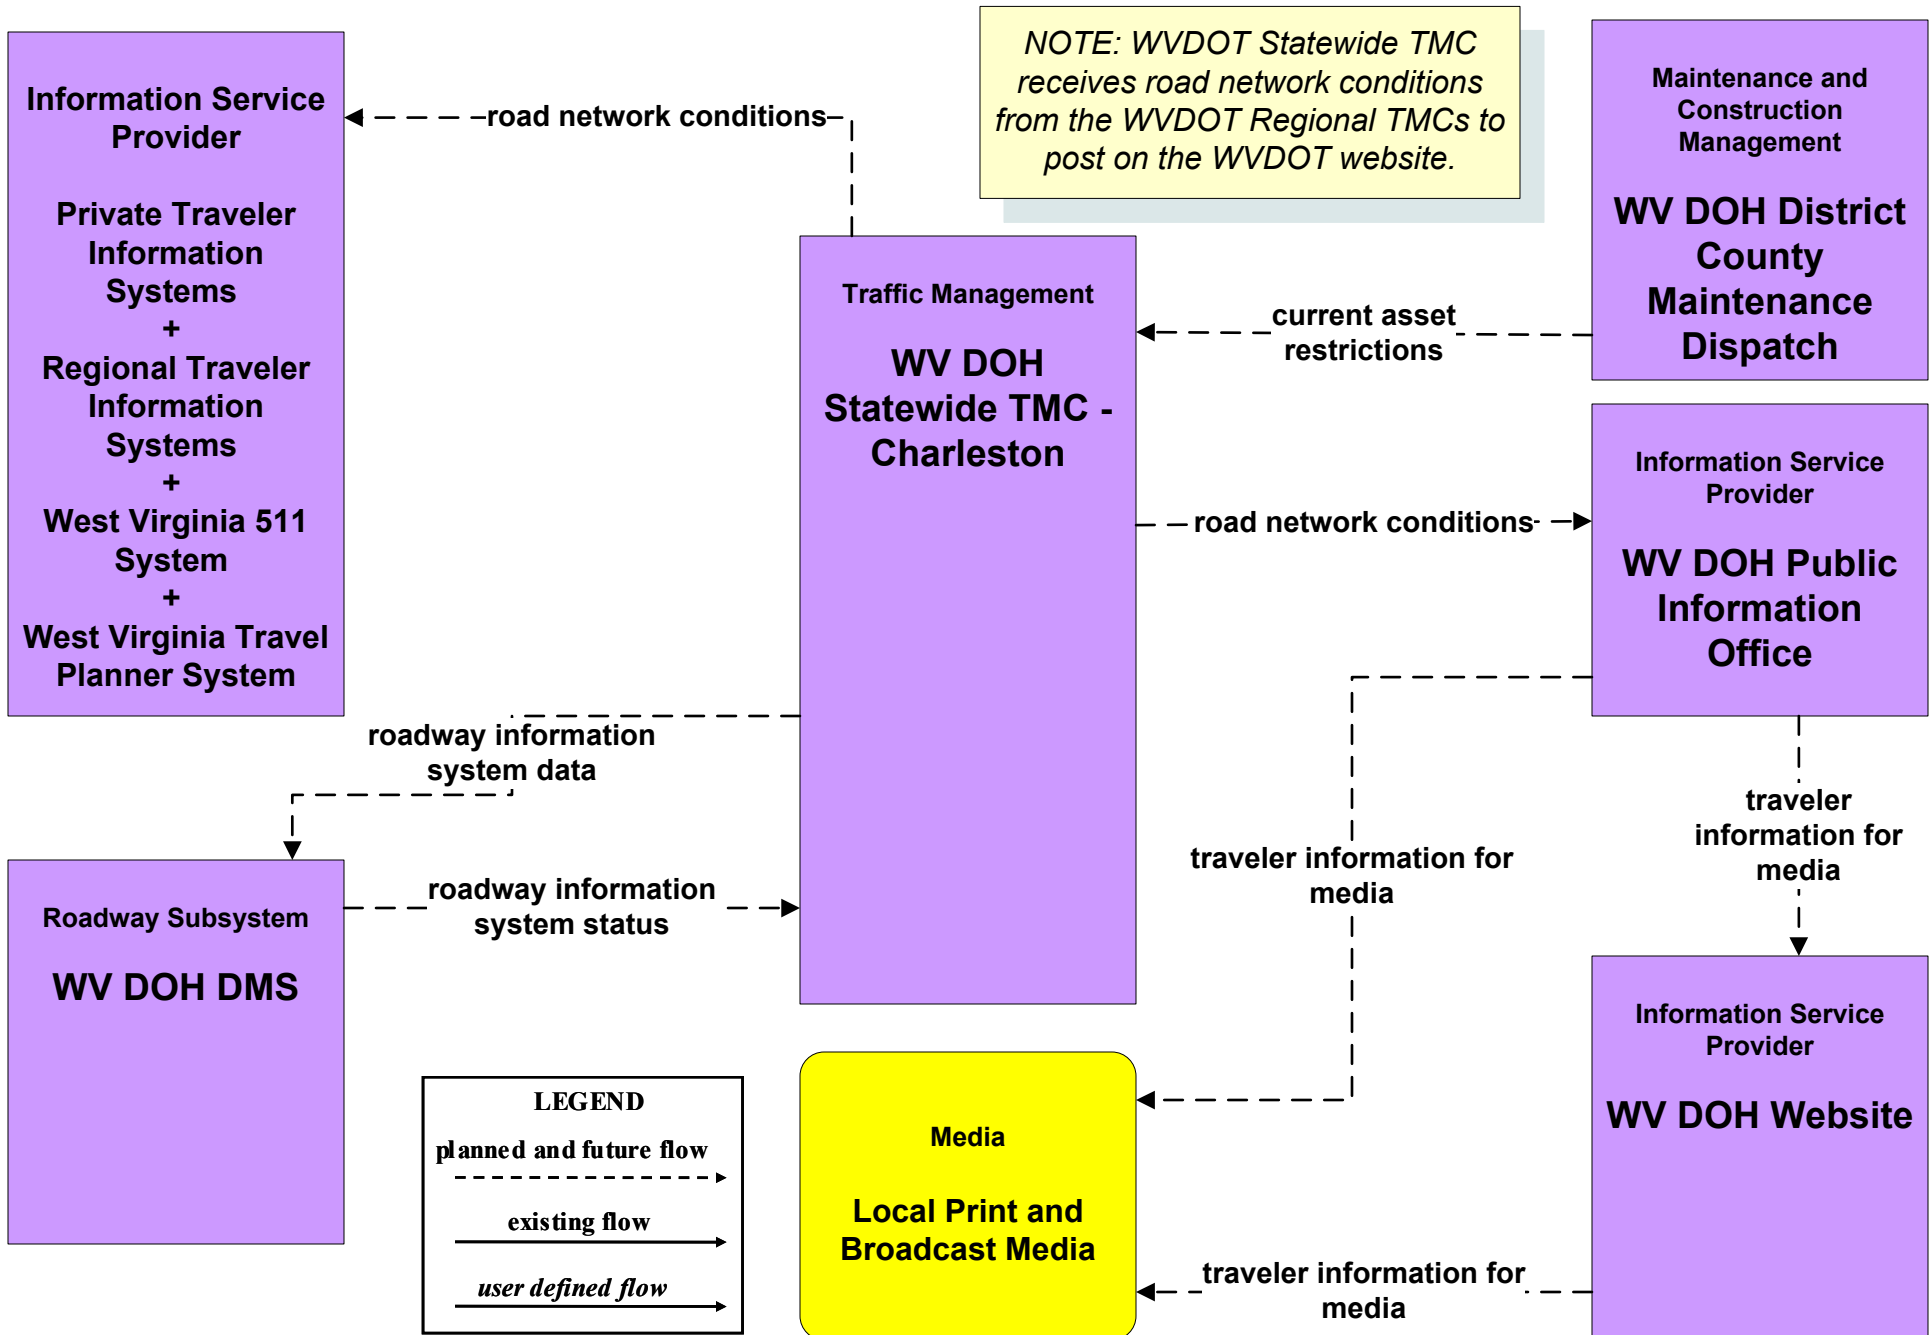 Information Service
Provider
Private Traveler
Information
Systems
+
Regional Traveler
Information
Systems
+
West Virginia 511
System
+
West Virginia Travel
Planner System
road network conditions
NOTE: WVDOT Statewide TMC
receives road network conditions
from the WVDOT Regional TMCs to
post on the WVDOT website.
Maintenance and
Construction
Management
WV DOH District
County
Maintenance
Dispatch
Traffic Management
WV DOH
Statewide TMC -
Charleston
current asset
restrictions
road network conditions
Information Service
Provider
WV DOH Public
Information
Office
roadway information
system data
traveler information for
media
traveler
information for
media
Roadway Subsystem
WV DOH DMS
roadway information
system status
LEGEND
planned and future flow
existing flow
user defined flow
Media
Local Print and
Broadcast Media
traveler information for
media
Information Service
Provider
WV DOH Website